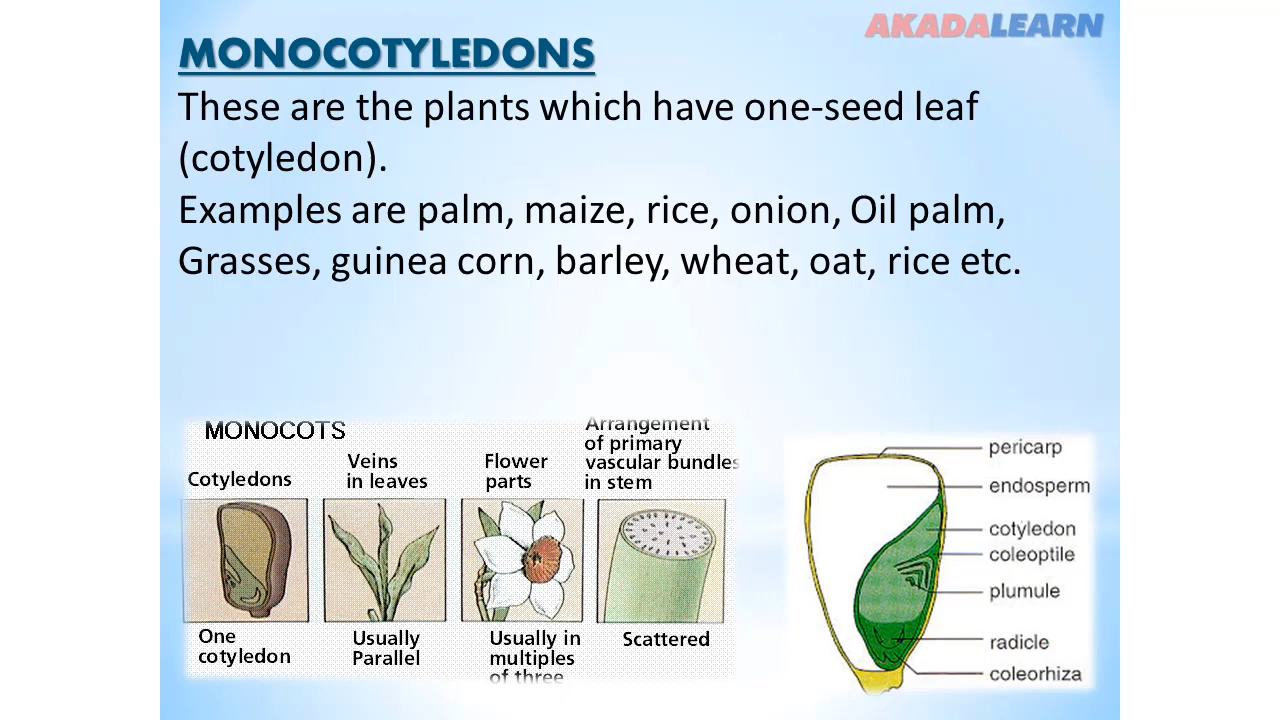 AKADALEARN
MONOCOTYLEDONS
These are the plants which have one-seed leaf
(cotyledon).
Examples are palm, maize, rice, onion, Oil palm,
Grasses, guinea corn, barley, wheat, oat, rice etc.
MONOCOTS
Cotyledons
One
cotyledon
Veins
in leaves
Usually
Parallel
Flower
parts
Usually in
multiples
of three
Arrangement
of primary
vascular bundles
in stem
Scattered
pericarp
endosperm
cotyledon
coleoptile
plumule
radicle
coleorhiza